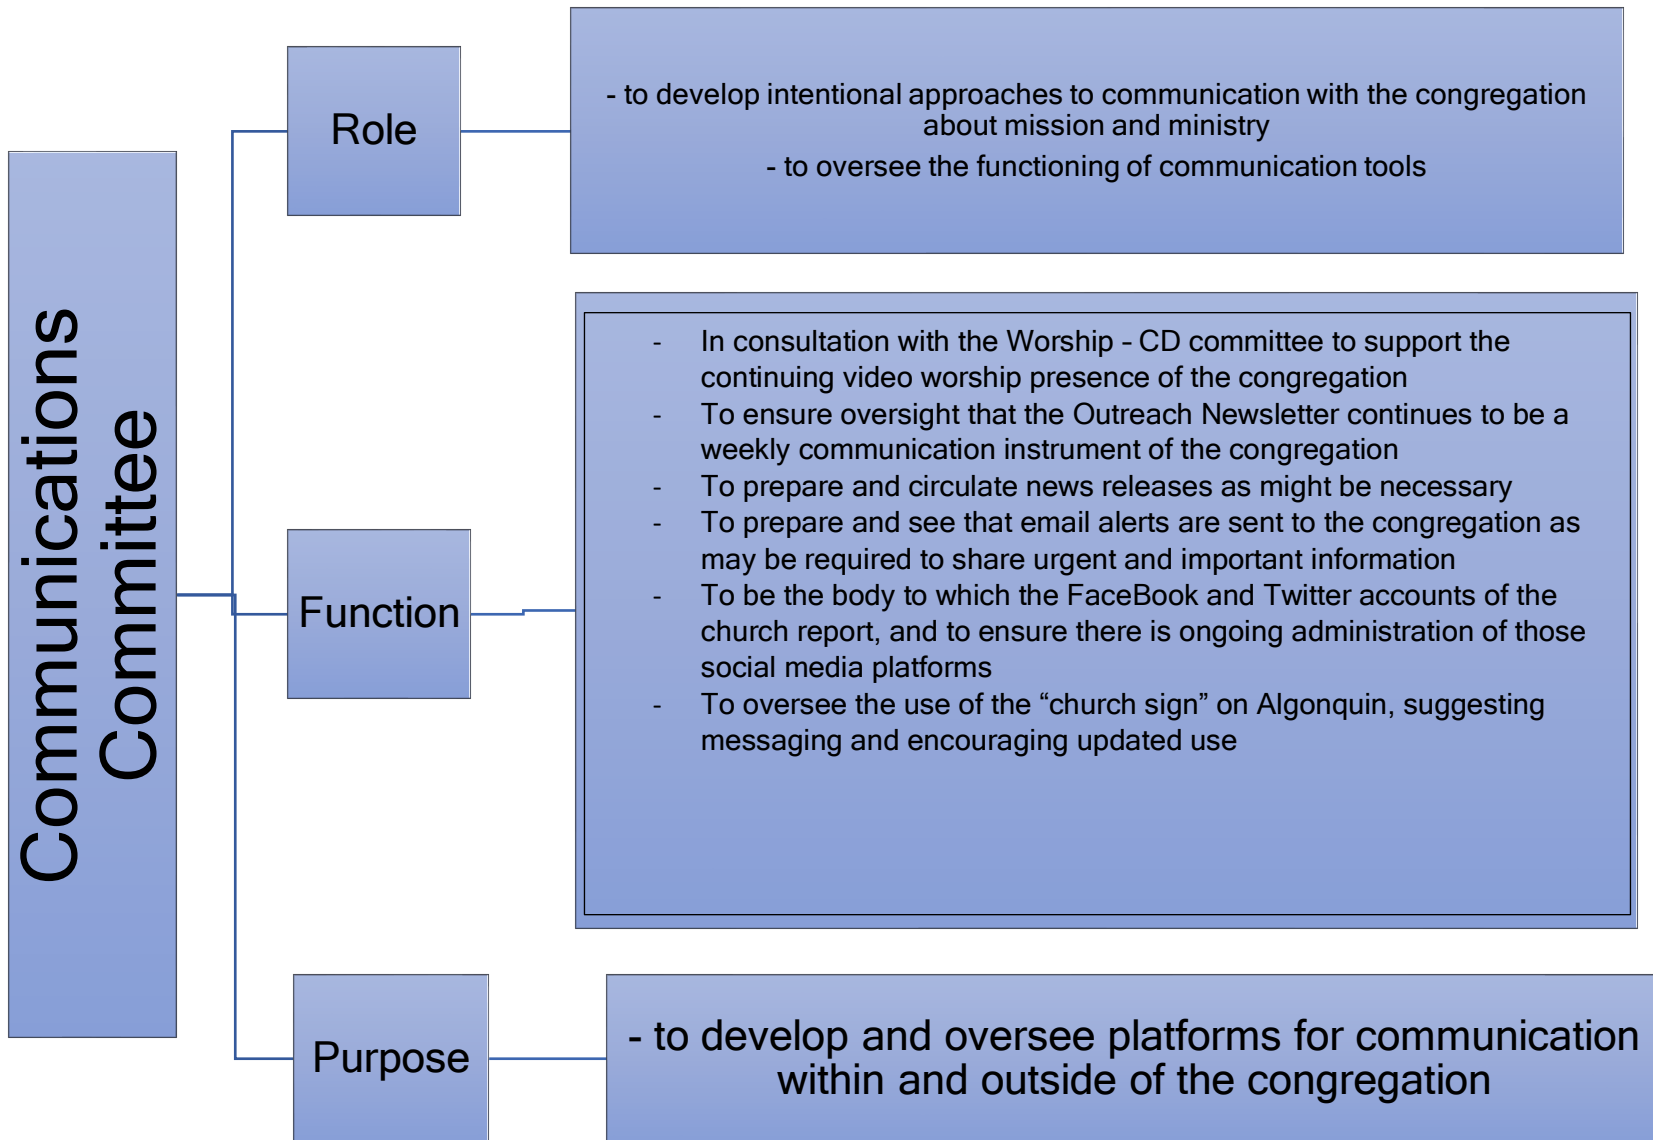 Communications
Committee
Role
- to develop intentional approaches to communication with the congregation
about mission and ministry
- to oversee the functioning of communication tools
Function
- In consultation with the Worship – CD committee to support the
continuing video worship presence of the congregation
- To ensure oversight that the Outreach Newsletter continues to be a
weekly communication instrument of the congregation
- To prepare and circulate news releases as might be necessary
- To prepare and see that email alerts are sent to the congregation as
may be required to share urgent and important information
- To be the body to which the FaceBook and Twitter accounts of the
church report, and to ensure there is ongoing administration of those
social media platforms
- To oversee the use of the “church sign” on Algonquin, suggesting
messaging and encouraging updated use
Purpose
- to develop and oversee platforms for communication
within and outside of the congregation